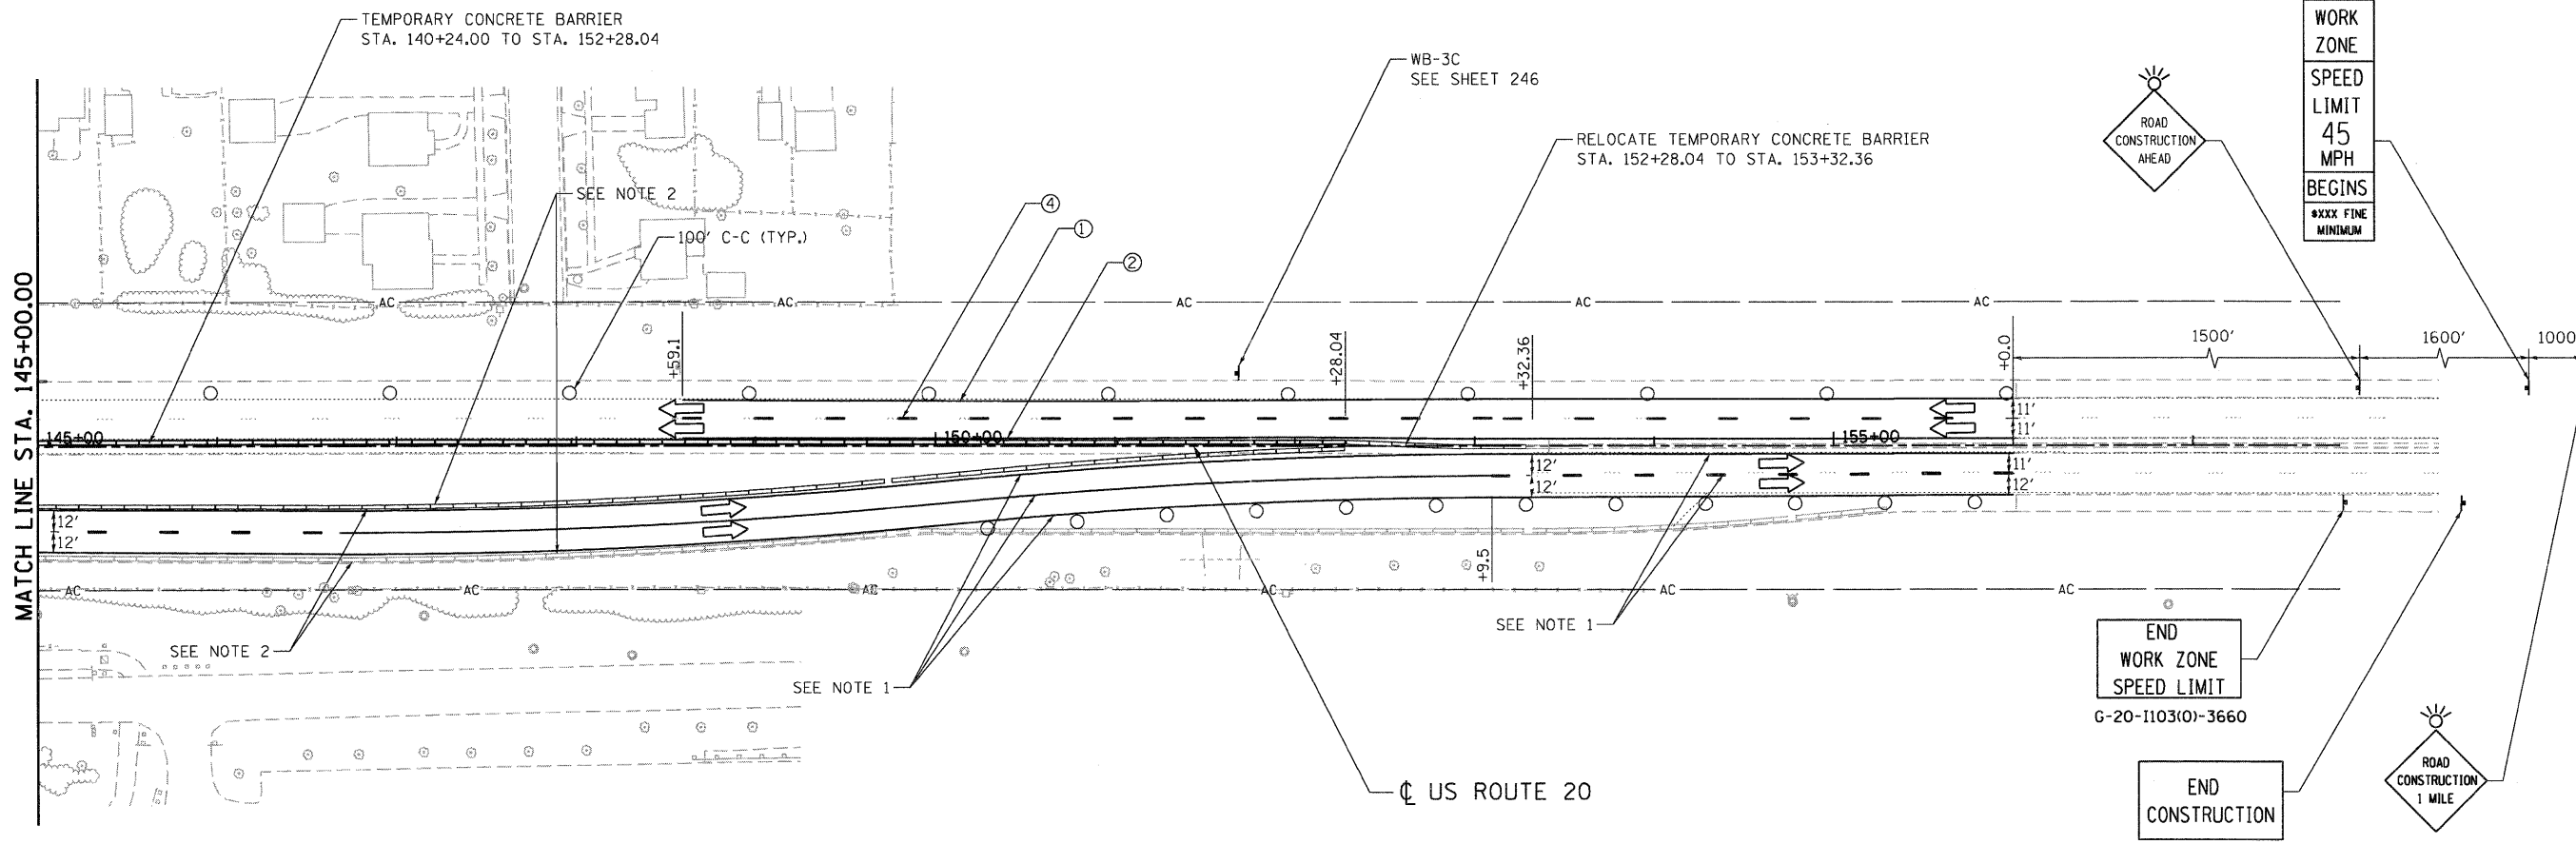 TEMPORARY CONCRETE BARRIER
STA. 140+24.00 TO STA. 152+28.04
WB-3C
SEE SHEET 246
RELOCATE TEMPORARY CONCRETE BARRIER
STA. 152+28.04 TO STA. 153+32.36
ROAD
CONSTRUCTION
AHEAD
WORK
ZONE
SPEED
LIMIT
45
MPH
BEGINS
$XXX FINE
MINIMUM
SEE NOTE 2
100' C-C (TYP.)
4
1
2
MATCH LINE STA. 145+00.00
AC
AC
AC
AC
AC
+59.1
+28.04
+32.36
+0.0
1500'
1600'
1000
145+00
150+00
155+00
11'
11'
12'
12'
12'
12'
11'
12'
+9.5
AC
AC
AC
AC
AC
AC
SEE NOTE 2
SEE NOTE 1
SEE NOTE 1
END
WORK ZONE
SPEED LIMIT
G-20-I103(0)-3660
℄ US ROUTE 20
END
CONSTRUCTION
ROAD
CONSTRUCTION
1 MILE